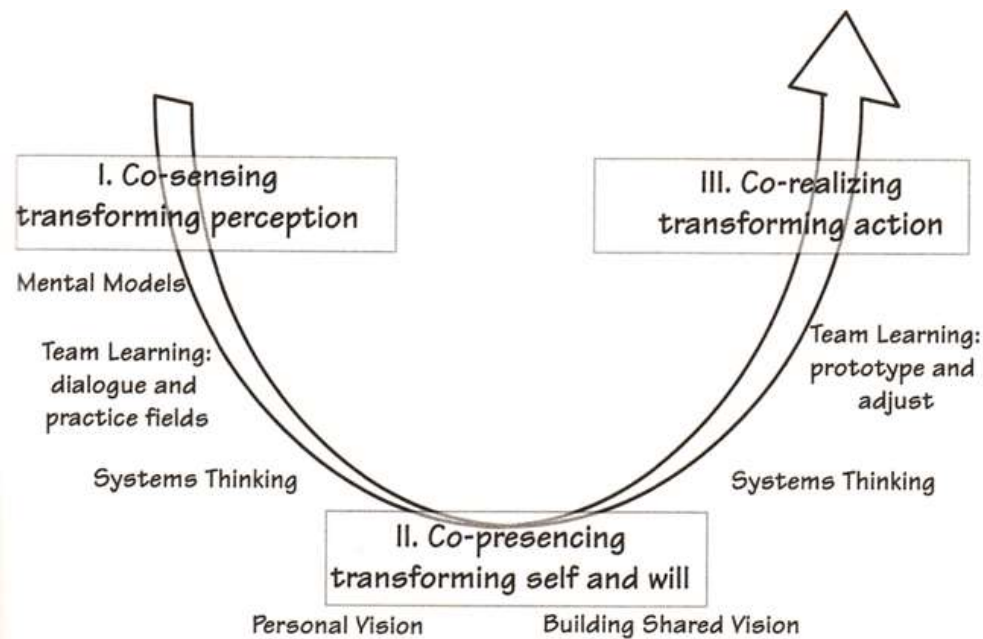 I. Co-sensing
transforming perception
III. Co-realizing
transforming action
Mental Models
Team Learning:
dialogue and
practice fields
Team Learning:
prototype and
adjust
Systems Thinking
Systems Thinking
II. Co-presencing
transforming self and will
Personal Vision
Building Shared Vision